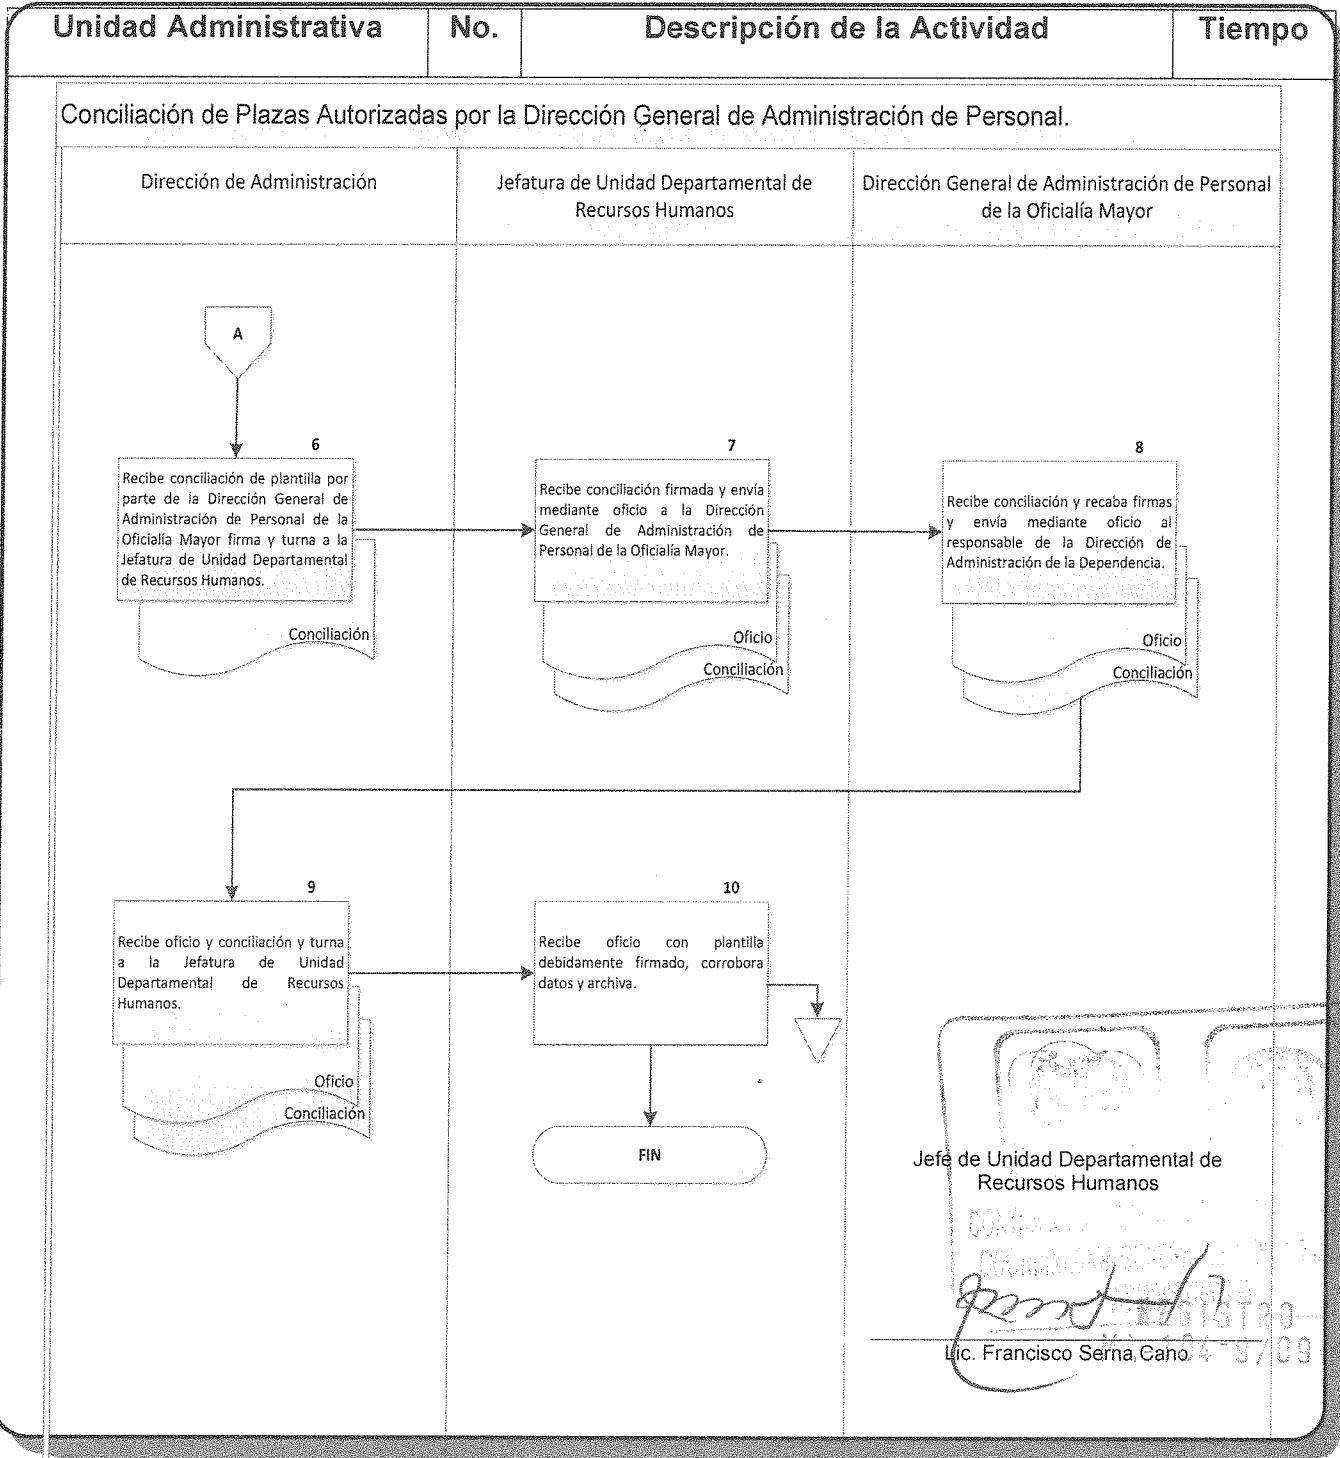 Unidad Administrativa No. Descripción de la Actividad Tiempo
Conciliación de Plazas Autorizadas por la Dirección General de Administración de Personal.
Dirección de Administración
Jefatura de Unidad Departamental de
Recursos Humanos
Dirección General de Administración de Personal
de la Oficialía Mayor
A
6
Recibe conciliación de plantilla por
parte de la Dirección General de
Administración de Personal de la
Oficialía Mayor firma y turna a la
Jefatura de Unidad Departamental
de Recursos Humanos.
Conciliación
7
Recibe conciliación firmada y envía
mediante oficio a la Dirección
General de Administración de
Personal de la Oficialía Mayor.
Oficio
Conciliación
8
Recibe conciliación y recaba firmas
y envía mediante oficio al
responsable de la Dirección de
Administración de la Dependencia.
Oficio
Conciliación
9
Recibe oficio y conciliación y turna
a la Jefatura de Unidad
Departamental de Recursos
Humanos.
Oficio
Conciliación
10
Recibe oficio con plantilla
debidamente firmado, corrobora
datos y archiva.
FIN
Jefe de Unidad Departamental de
Recursos Humanos
REGISTRO
Lic. Francisco Serna Cano